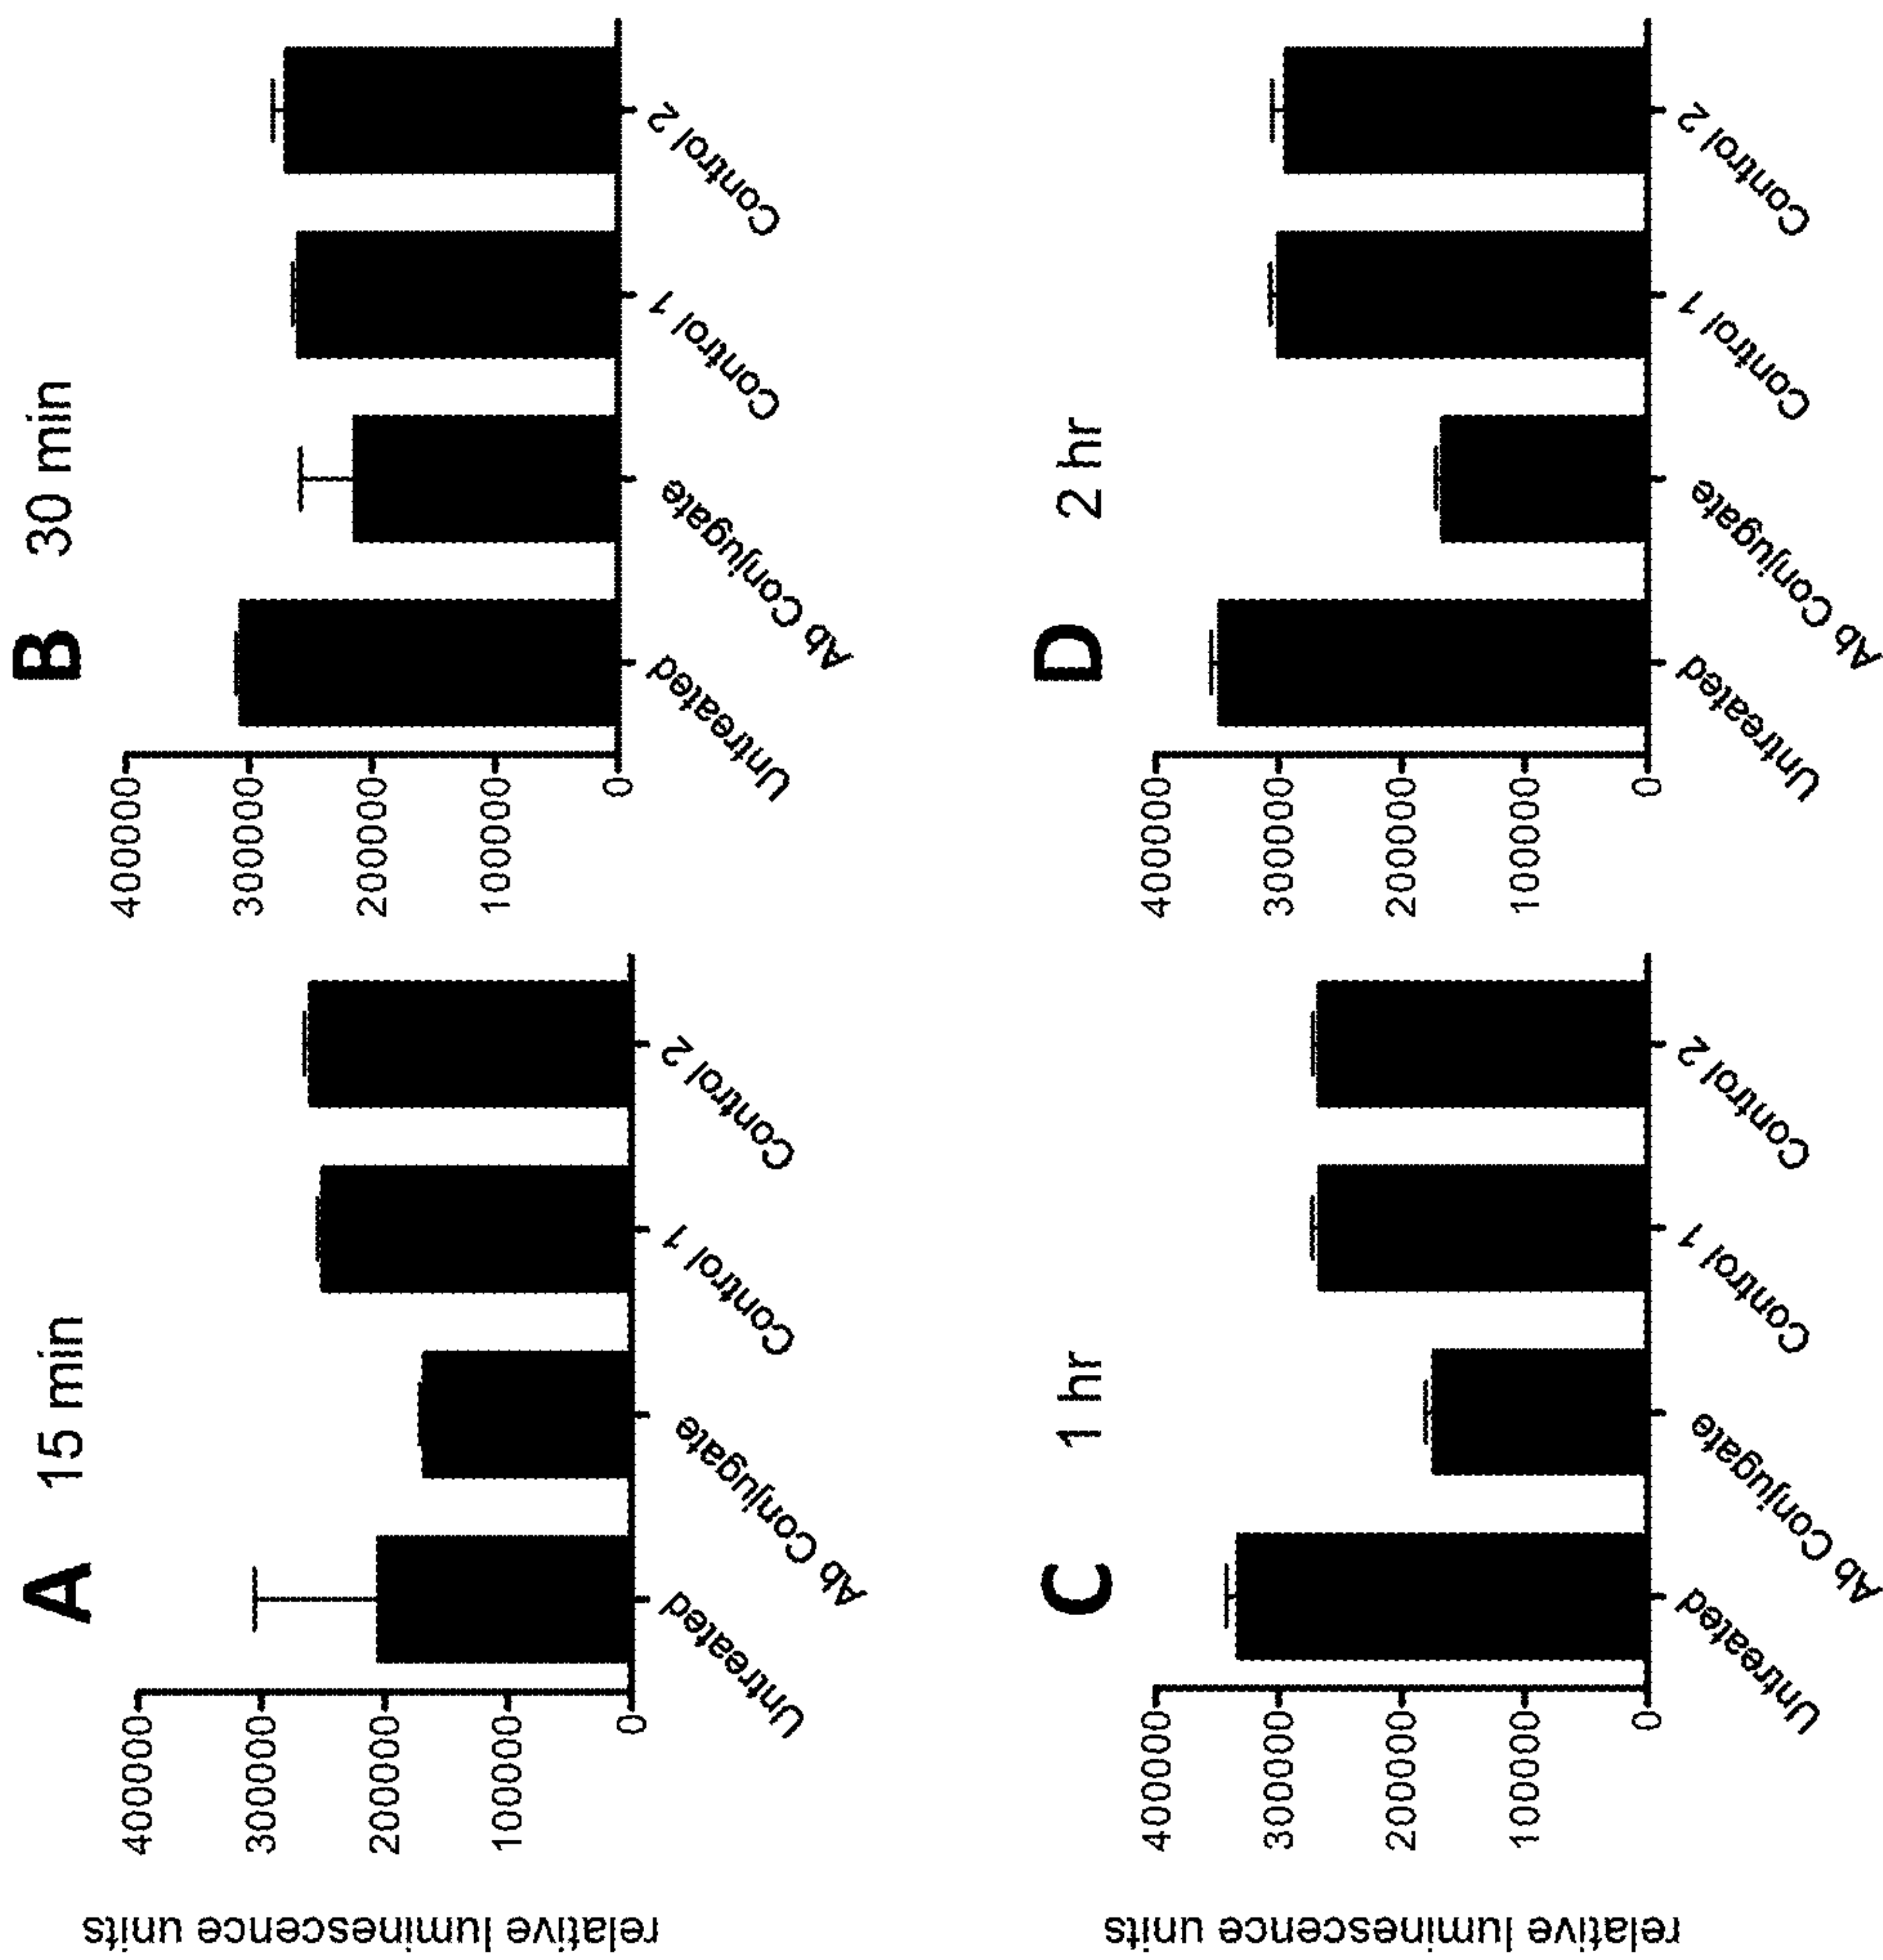 A 15 min
relative luminescence units
400000
300000
200000
100000
0
Untreated
Ab Conjugate
Control 1
Control 2
B 30 min
400000
300000
200000
100000
0
Untreated
Ab Conjugate
Control 1
Control 2
C 1 hr
relative luminescence units
400000
300000
200000
100000
0
Untreated
Ab Conjugate
Control 1
Control 2
D 2 hr
400000
300000
200000
100000
0
Untreated
Ab Conjugate
Control 1
Control 2